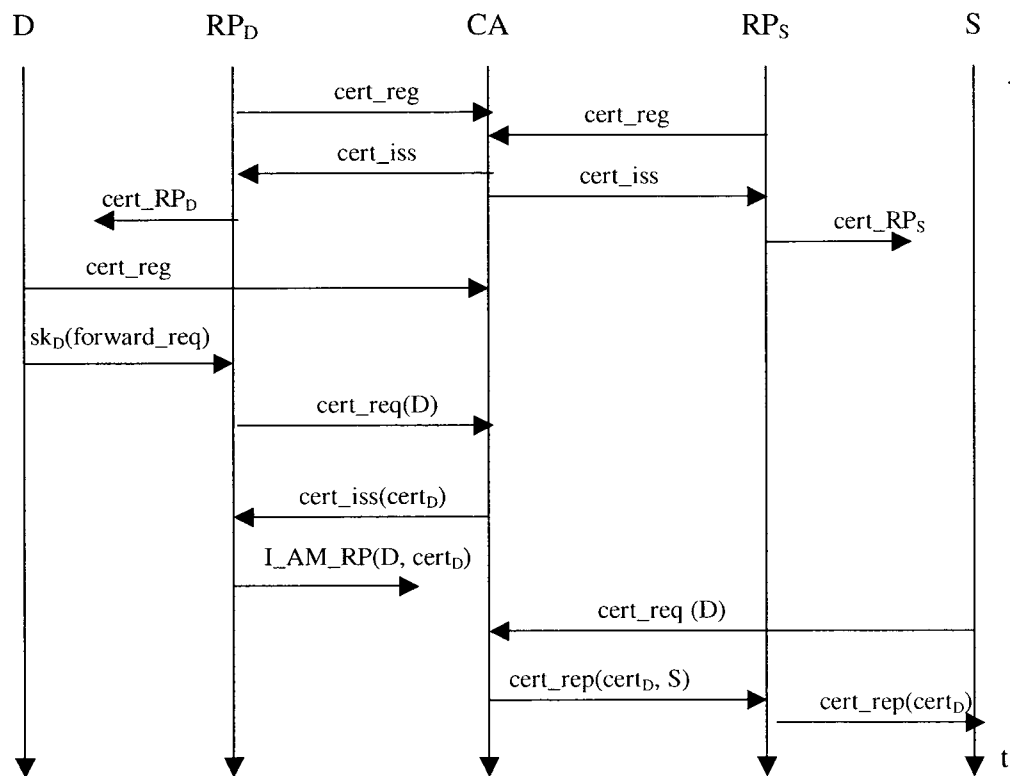 D RP_D CA RP_S S
cert_reg
cert_reg
cert_iss
cert_iss
cert_RP_D
cert_RP_S
cert_reg
sk_D(forward_req)
cert_req(D)
cert_iss(cert_D)
I_AM_RP(D, cert_D)
cert_req (D)
cert_rep(cert_D, S)
cert_rep(cert_D)
t